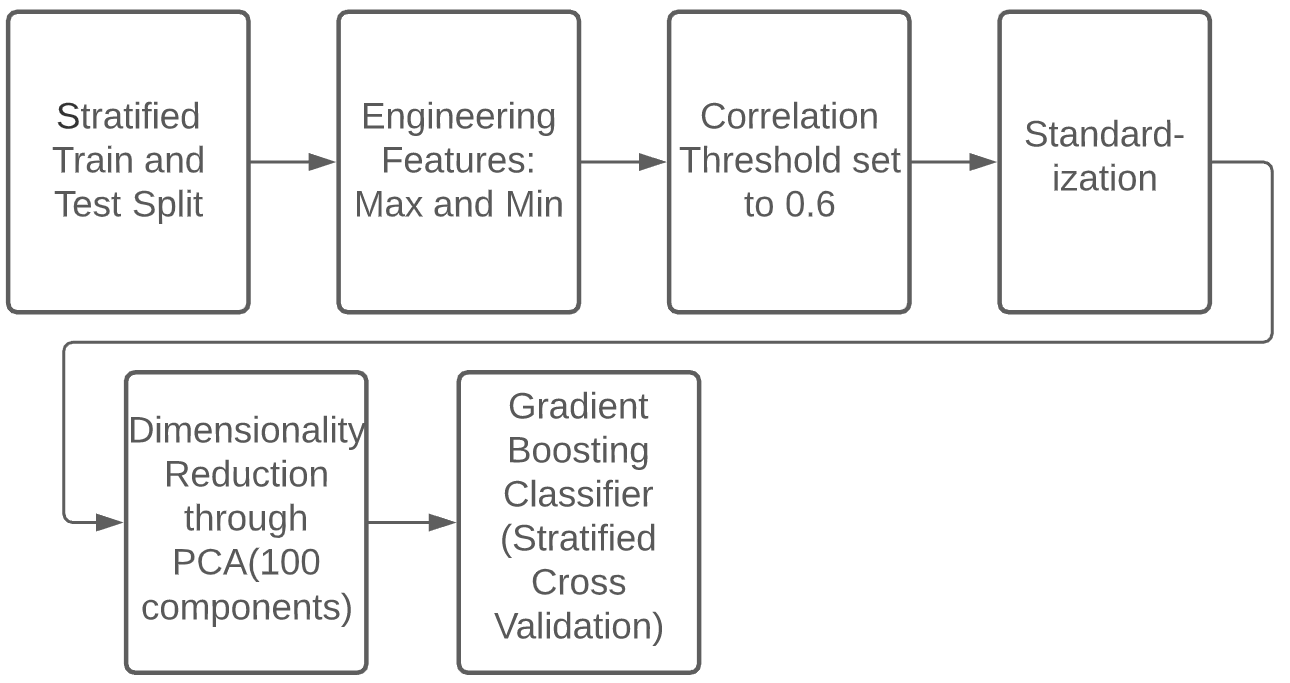 Stratified
Train and
Test Split
Engineering
Features:
Max and Min
Correlation
Threshold set
to 0.6
Standard-
ization
Dimensionality
Reduction
through
PCA(100
components)
Gradient
Boosting
Classifier
(Stratified
Cross
Validation)